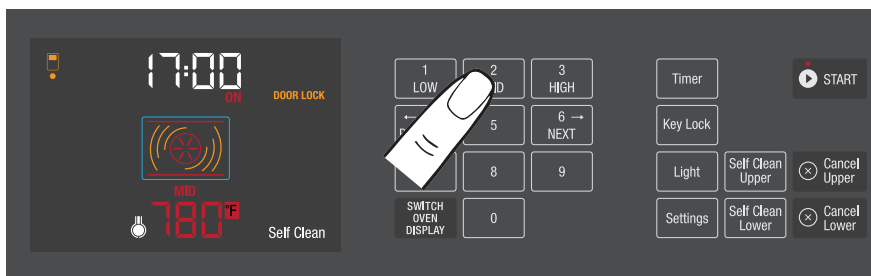 17:00
ON
DOOR LOCK
MID
780°F
Self Clean
1
LOW
2
3
HIGH
←
5
6 →
NEXT
8
9
SWITCH
OVEN
DISPLAY
0
Timer
Key Lock
Light
Settings
Self Clean
Upper
Self Clean
Lower
START
Cancel
Upper
Cancel
Lower